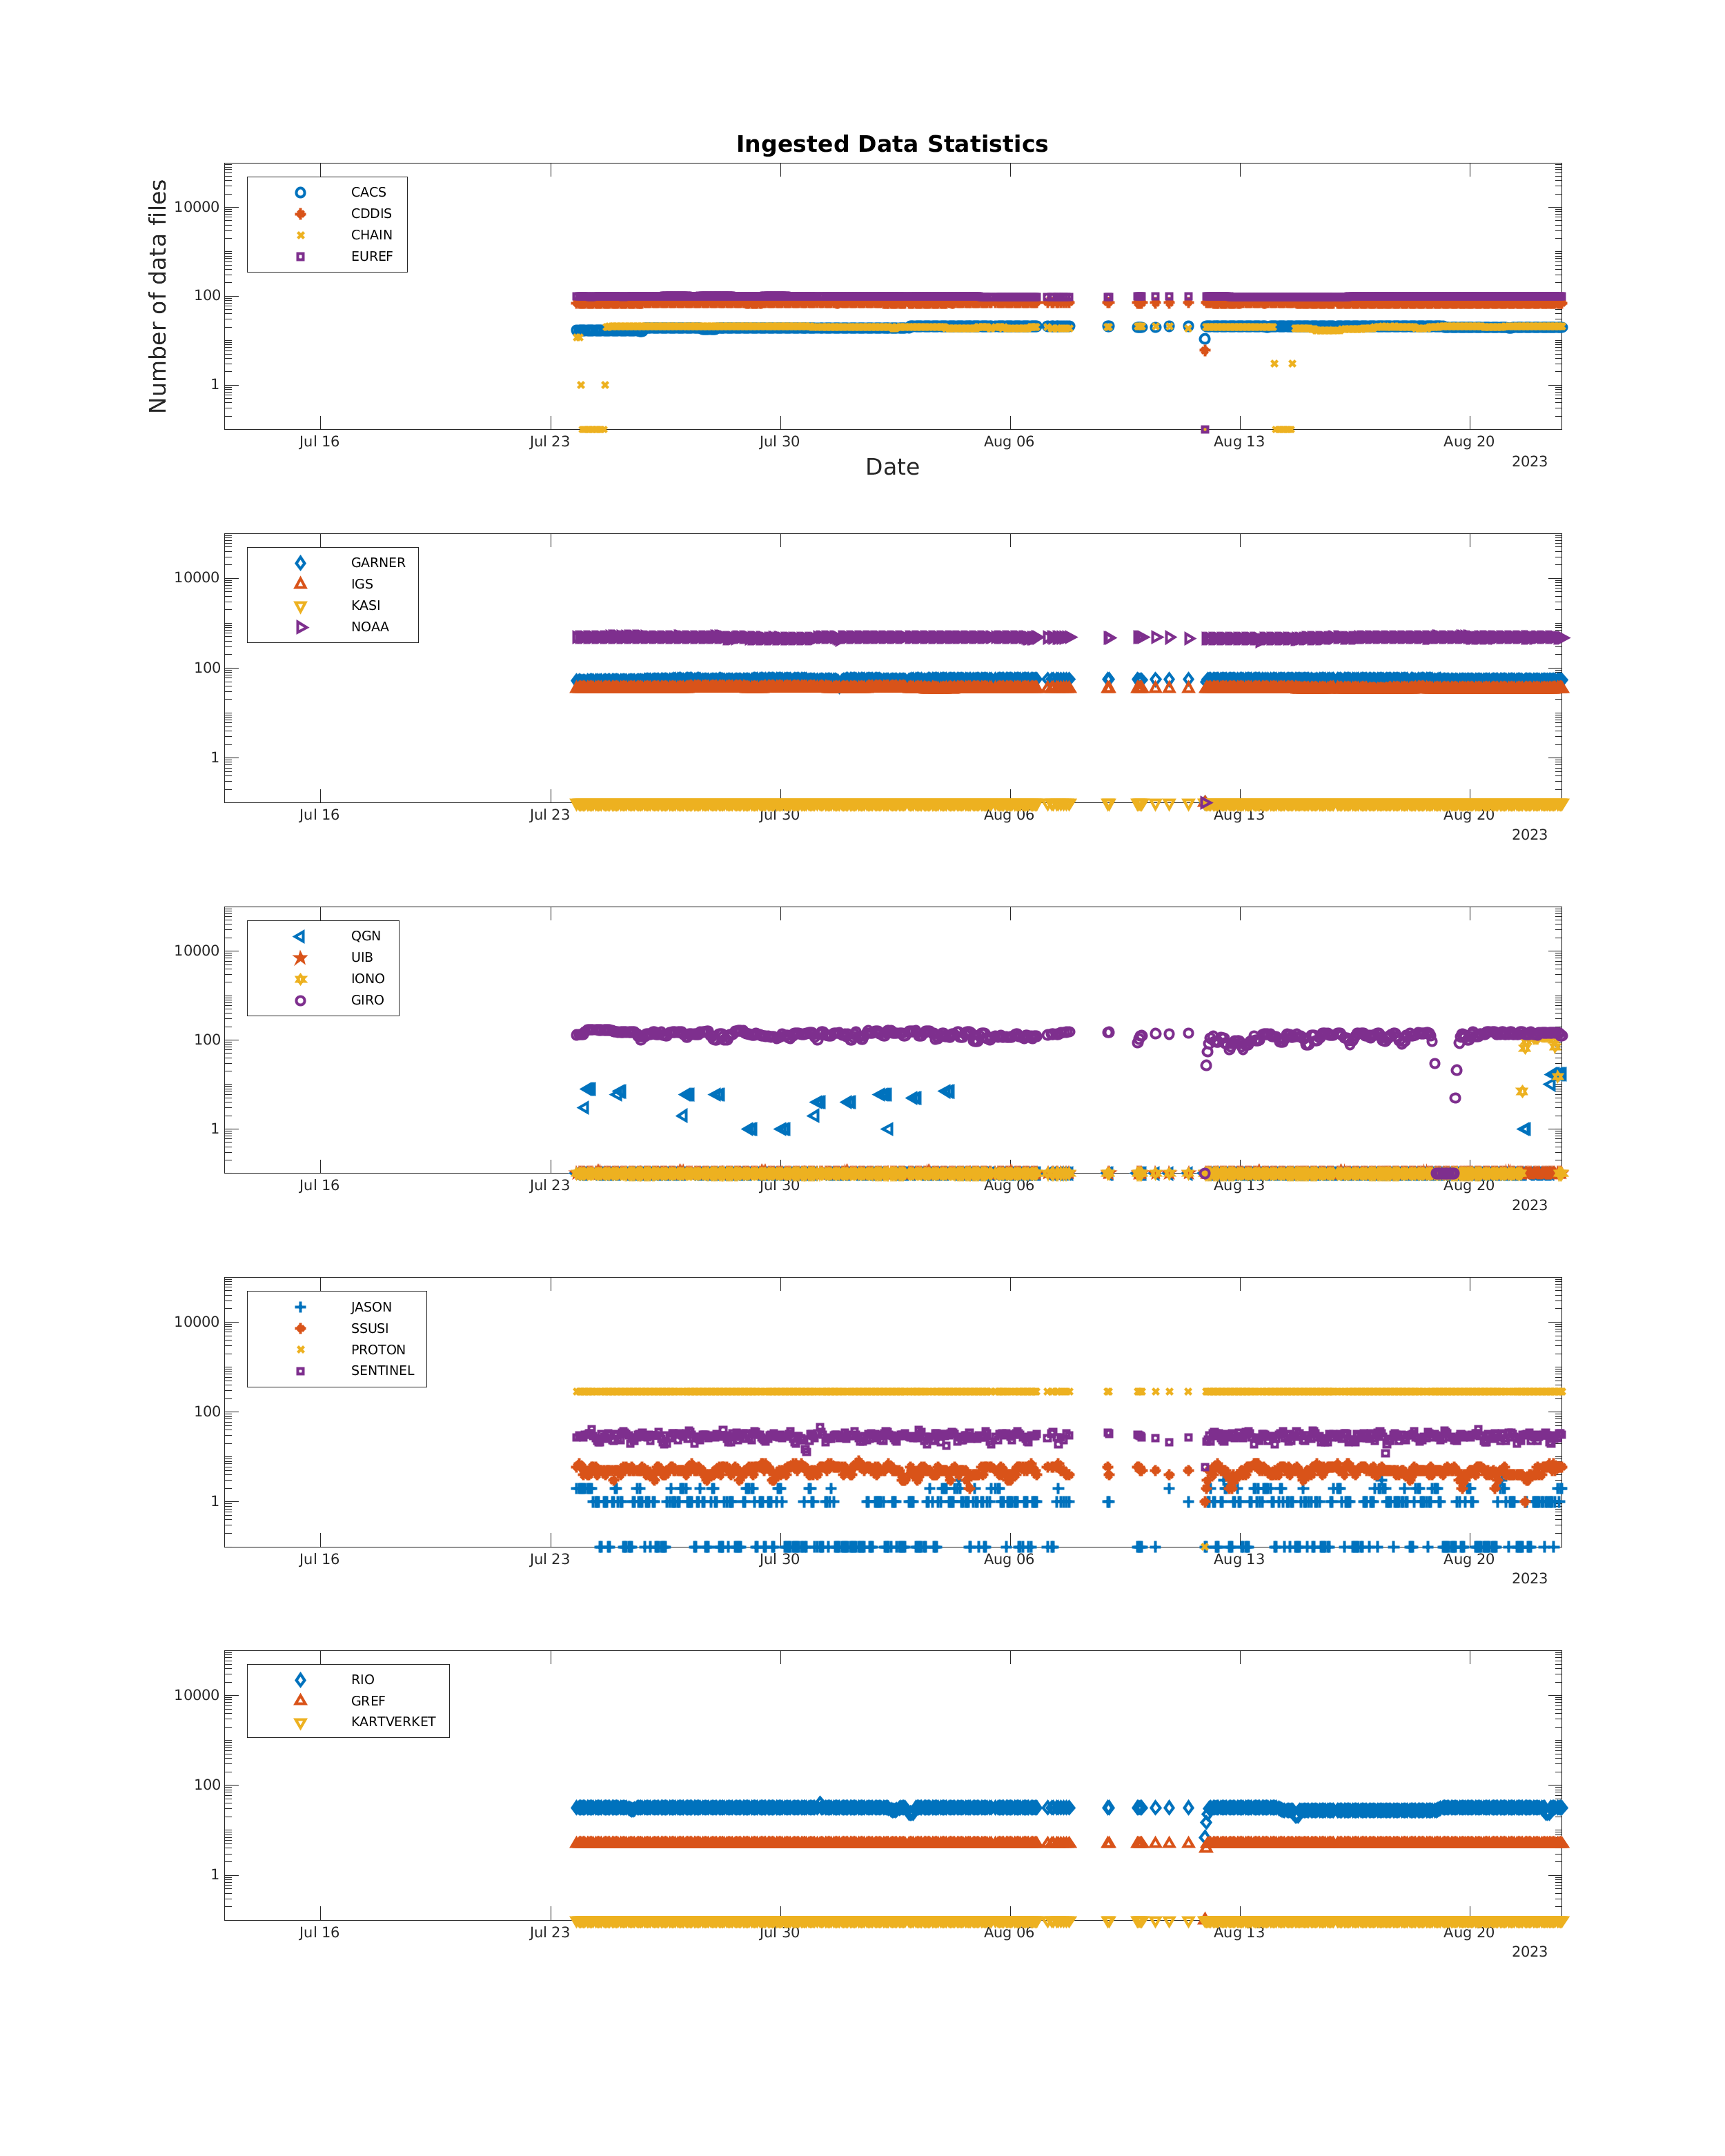 Ingested Data Statistics
Number of data files
10000
100
1
CACS
CDDIS
CHAIN
EUREF
Jul 16 Jul 23 Jul 30 Aug 06 Aug 13 Aug 20
2023
Date
10000
100
1
GARNER
IGS
KASI
NOAA
Jul 16 Jul 23 Jul 30 Aug 06 Aug 13 Aug 20
2023
10000
100
1
QGN
UIB
IONO
GIRO
Jul 16 Jul 23 Jul 30 Aug 06 Aug 13 Aug 20
2023
10000
100
1
JASON
SSUSI
PROTON
SENTINEL
Jul 16 Jul 23 Jul 30 Aug 06 Aug 13 Aug 20
2023
10000
100
1
RIO
GREF
KARTVERKET
Jul 16 Jul 23 Jul 30 Aug 06 Aug 13 Aug 20
2023